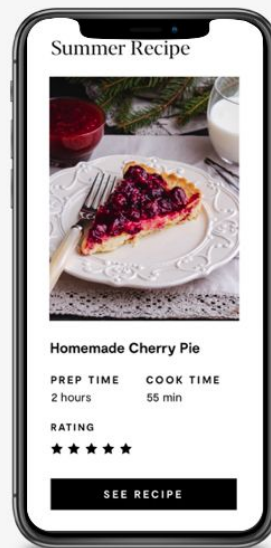 Summer Recipe
Homemade Cherry Pie
PREP TIME COOK TIME
2 hours 55 min
RATING
SEE RECIPE